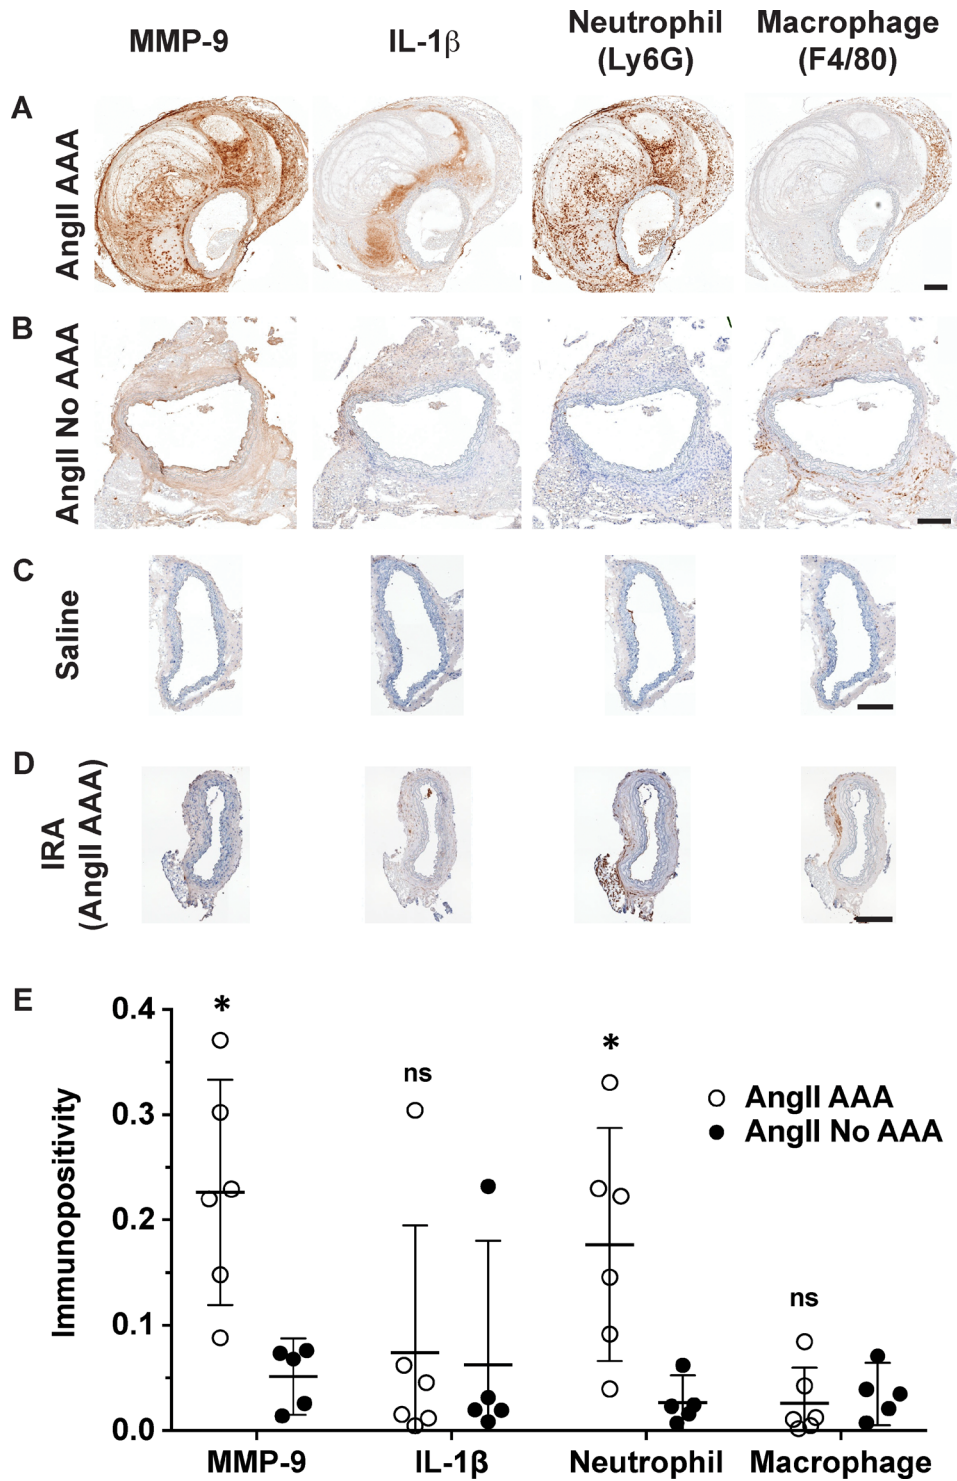 MMP-9
IL-1β
Neutrophil
(Ly6G)
Macrophage
(F4/80)
A
AngII AAA
B
AngII No AAA
C
Saline
D
IRA
(AngII AAA)
E
Immunopositivity
0.4
0.3
0.2
0.1
0.0
*
ns
*
ns
AngII AAA
AngII No AAA
MMP-9
IL-1β
Neutrophil
Macrophage